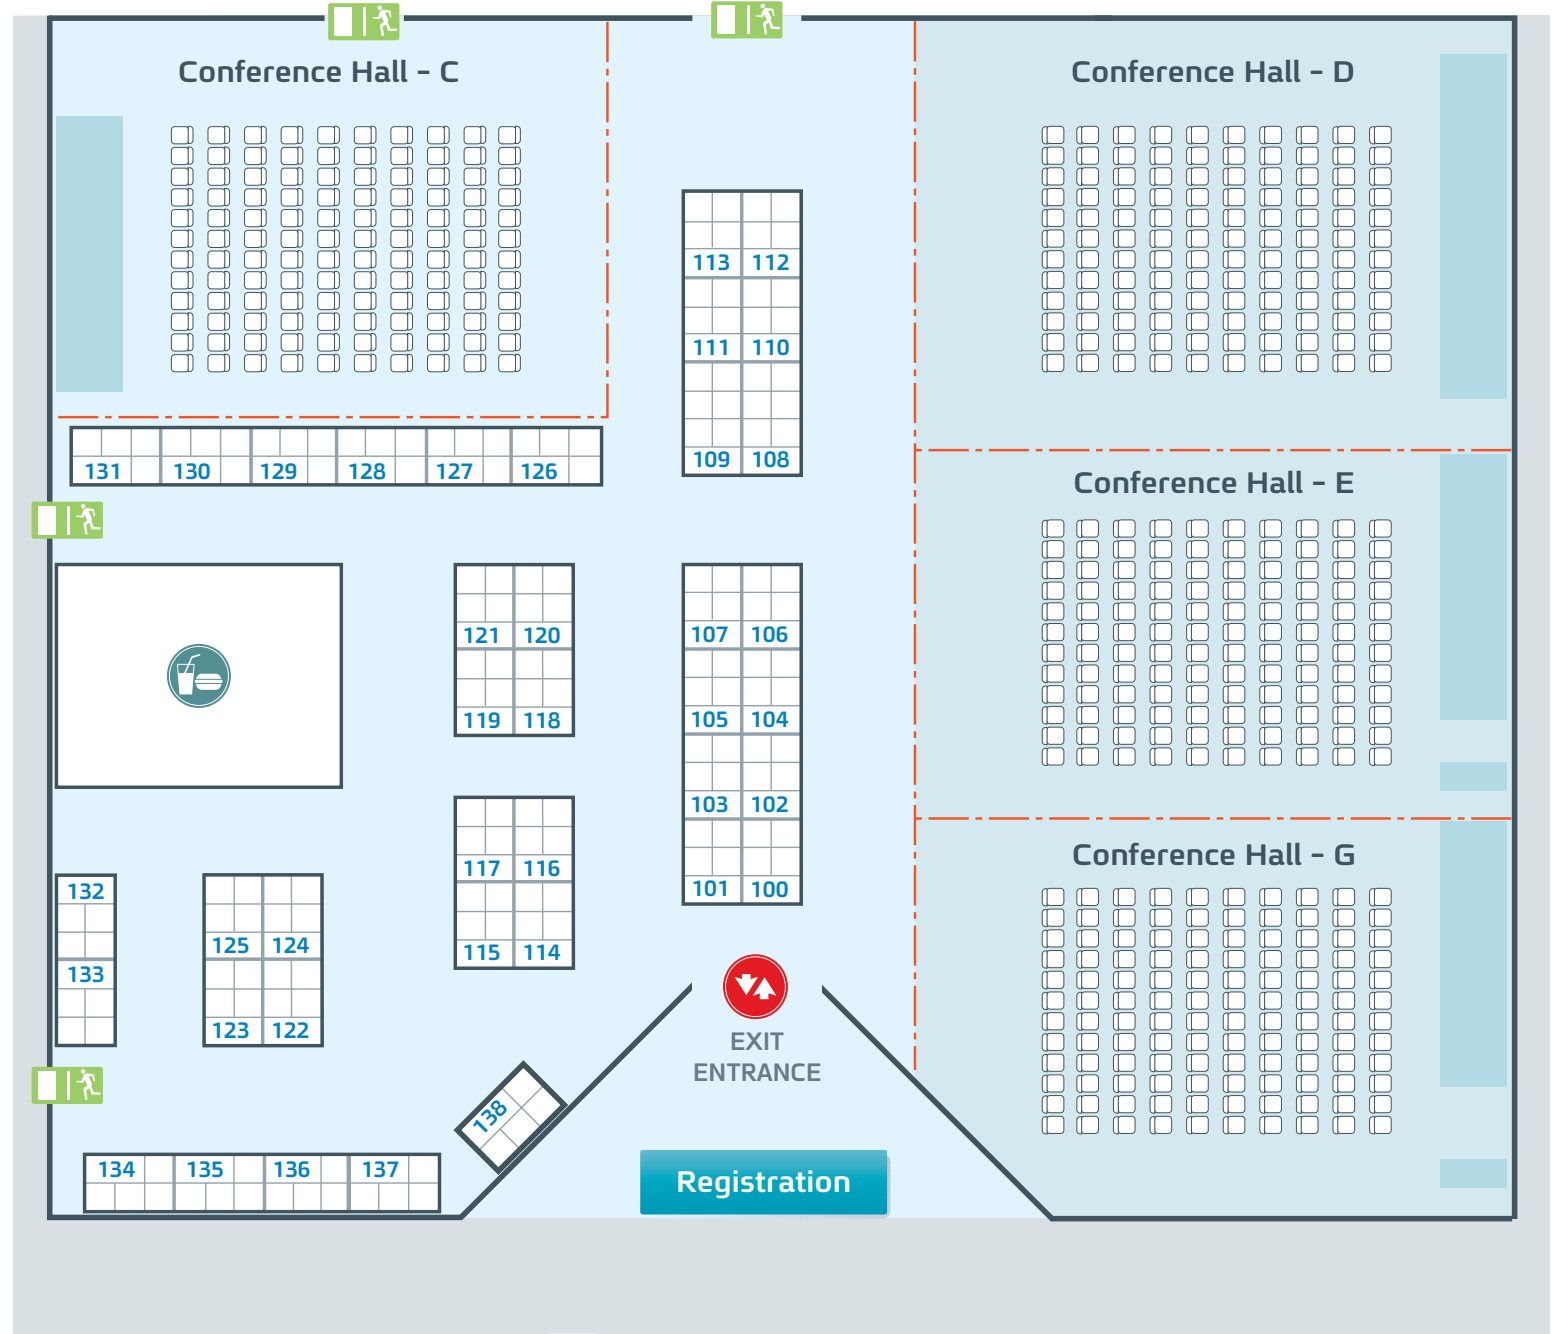 Conference Hall - C
Conference Hall - D
113 112
111 110
109 108
131 130 129 128 127 126
Conference Hall - E
121 120
119 118
107 106
105 104
103 102
101 100
117 116
115 114
Conference Hall - G
132
133
125 124
123 122
EXIT
ENTRANCE
138
134 135 136 137
Registration